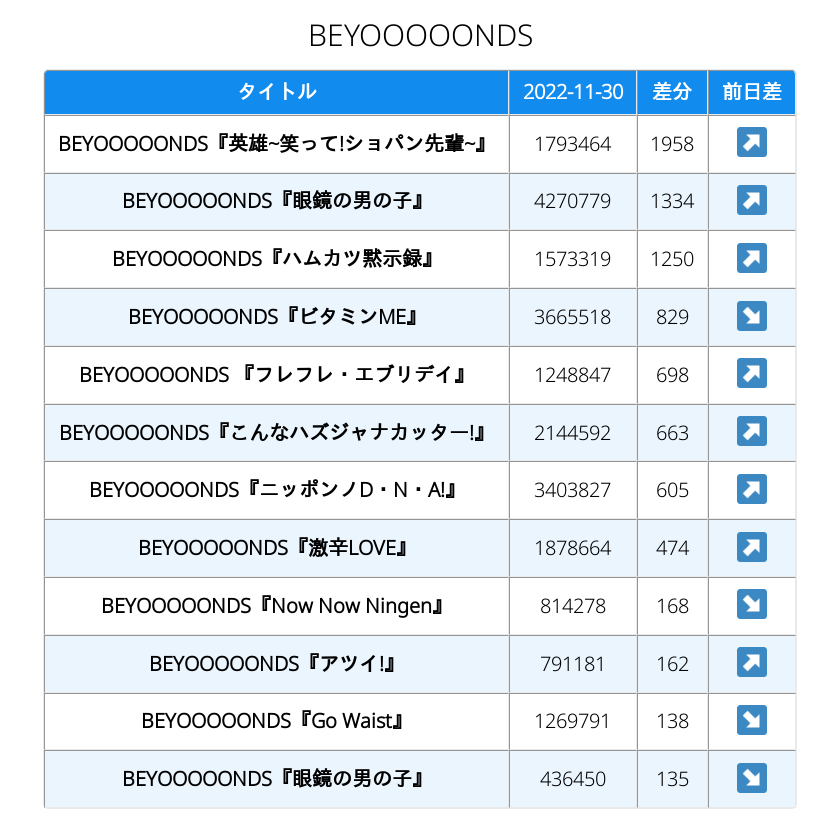 BEYOOOOONDS
タイトル 2022-11-30 差分 前日差
BEYOOOOONDS『英雄~笑って!ショパン先輩~』 1793464 1958 ↗
BEYOOOOONDS『眼鏡の男の子』 4270779 1334 ↗
BEYOOOOONDS『ハムカツ黙示録』 1573319 1250 ↗
BEYOOOOONDS『ビタミンME』 3665518 829 ↘
BEYOOOOONDS 『フレフレ・エブリデイ』 1248847 698 ↗
BEYOOOOONDS『こんなハズジャナカッター!』 2144592 663 ↗
BEYOOOOONDS『ニッポンノD・N・A!』 3403827 605 ↗
BEYOOOOONDS『激辛LOVE』 1878664 474 ↗
BEYOOOOONDS『Now Now Ningen』 814278 168 ↘
BEYOOOOONDS『アツイ!』 791181 162 ↗
BEYOOOOONDS『Go Waist』 1269791 138 ↘
BEYOOOOONDS『眼鏡の男の子』 436450 135 ↘